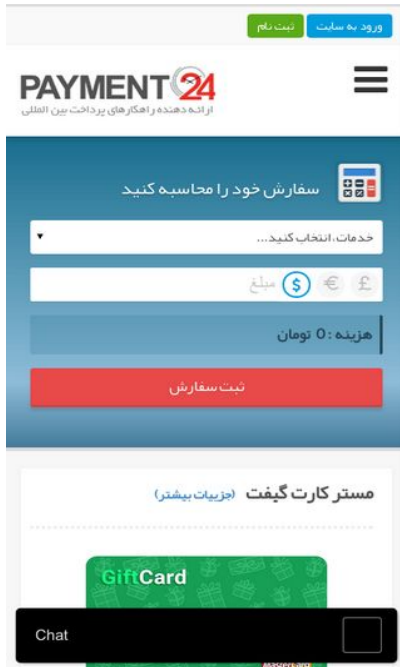 ورود به سایت ثبت نام
PAYMENT24
ارائه دهنده راهکارهای پرداخت بین المللی
سفارش خود را محاسبه کنید
خدمات، انتخاب کنید...
£ € $ مبلغ
هزینه : 0 تومان
ثبت سفارش
مستر کارت گیفت (جزییات بیشتر)
GiftCard
Chat
MasterCard